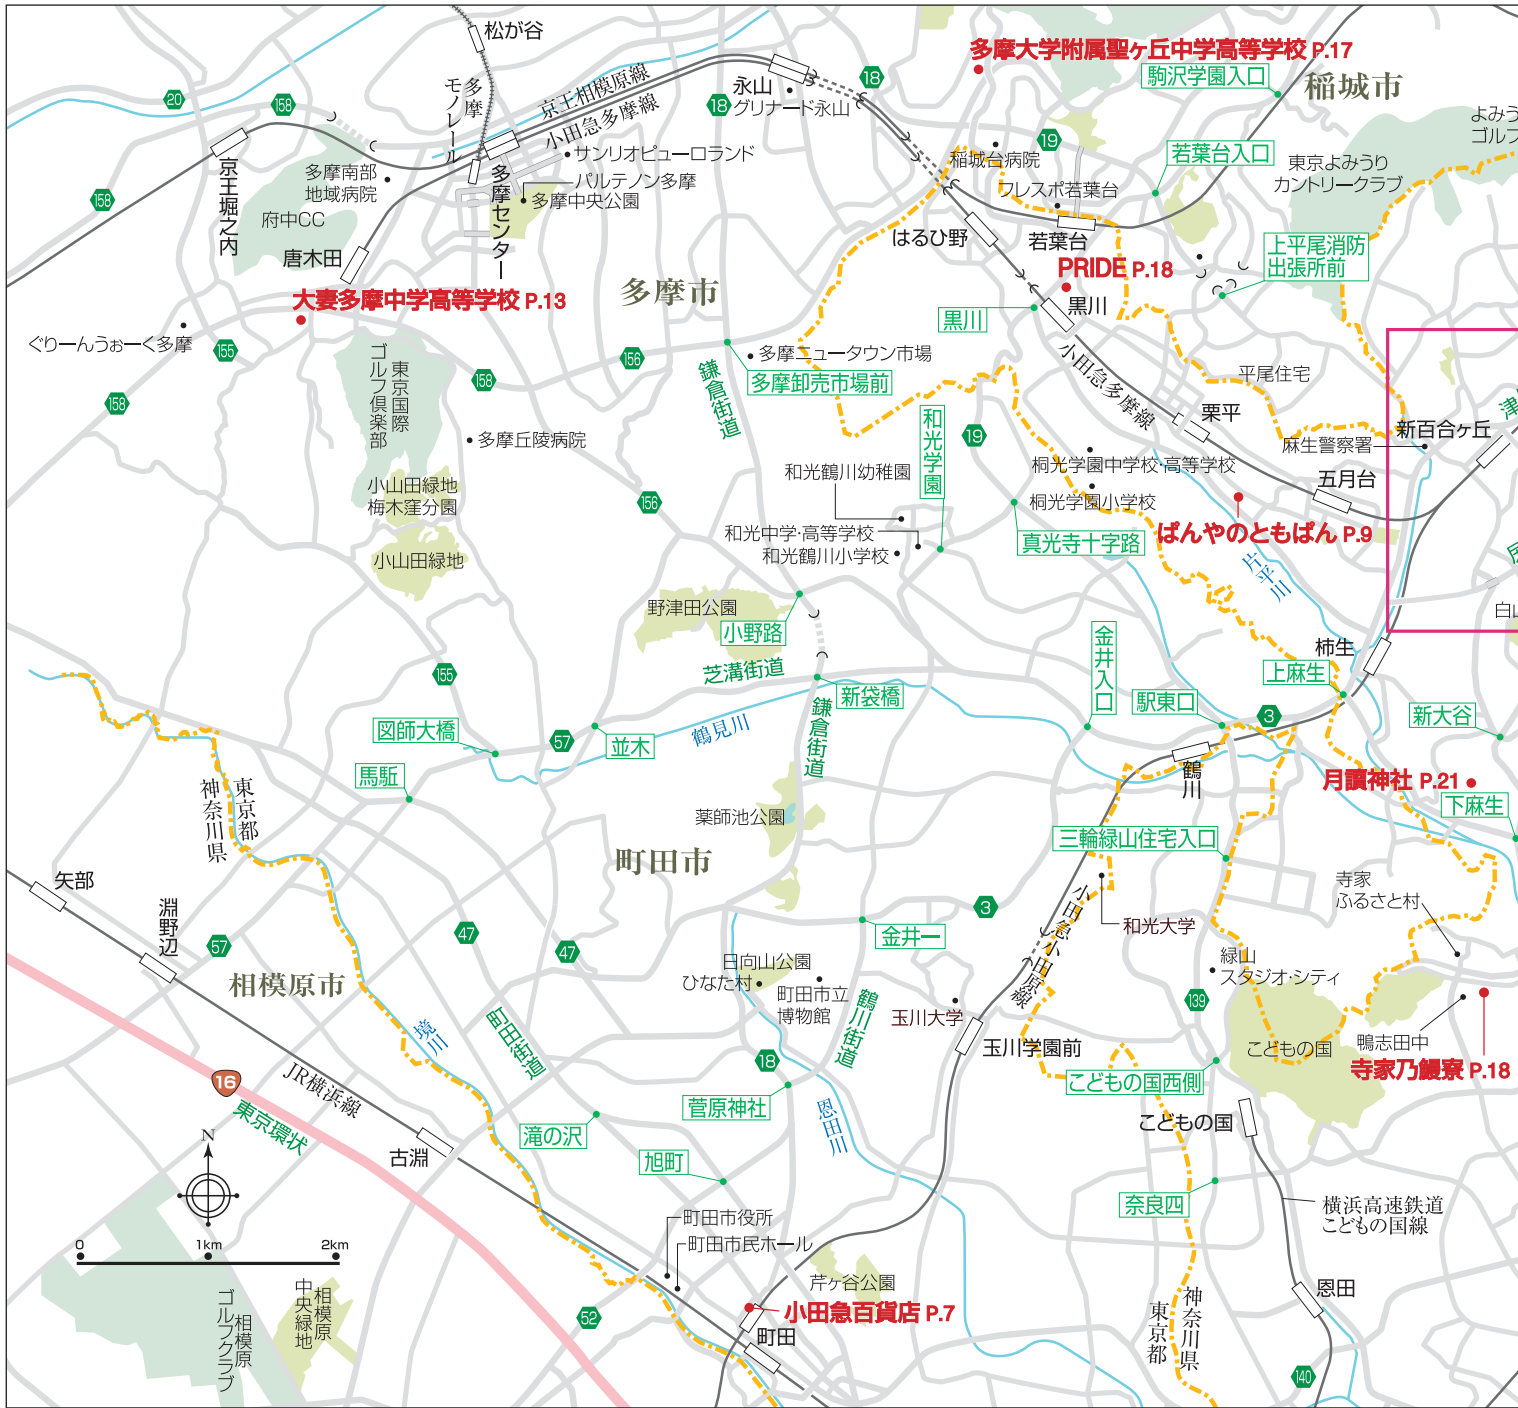 松が谷
多摩大学附属聖ヶ丘中学高等学校 P.17
駒沢学園入口
稲城市
多摩
モノレール
京王相模原線
小田急多摩線
永山
グリナード永山
18
18
20
158
158
19
稲城台病院
若葉台入口
東京よみうり
カントリークラブ
フレスポ若葉台
サンリオピューロランド
パルテノン多摩
多摩中央公園
多摩センター
多摩南部
地域病院
府中CC
京王堀之内
唐木田
はるひ野
若葉台
上平尾消防
出張所前
PRIDE P.18
黒川
黒川
多摩市
大妻多摩中学高等学校 P.13
ぐりーんうぉーく多摩
155
156
158
158
東京国際
ゴルフ倶楽部
鎌倉街道
多摩ニュータウン市場
多摩卸売市場前
小田急多摩線
平尾住宅
栗平
麻生警察署
新百合ヶ丘
五月台
多摩丘陵病院
和光学園
19
和光鶴川幼稚園
桐光学園中学校・高等学校
桐光学園小学校
ぱんやのともぱん P.9
小山田緑地
梅木窪分園
小山田緑地
156
和光中学・高等学校
和光鶴川小学校
真光寺十字路
片平川
野津田公園
小野路
芝溝街道
新袋橋
鎌倉街道
金井入口
柿生
上麻生
駅東口
3
新大谷
155
図師大橋
57
並木
鶴見川
馬駈
東京都
神奈川県
鶴川
月讀神社 P.21
下麻生
三輪緑山住宅入口
薬師池公園
町田市
矢部
淵野辺
57
47
47
3
金井一
小田急小田原線
和光大学
寺家
ふるさと村
緑山
スタジオ・シティ
相模原市
日向山公園
ひなた村
町田市立
博物館
鶴川街道
玉川大学
139
境川
町田街道
玉川学園前
こどもの国
鴨志田中
寺家乃鰻寮 P.18
16
東京環状
JR横浜線
18
菅原神社
恩田川
こどもの国西側
こどもの国
滝の沢
古淵
旭町
奈良四
横浜高速鉄道
こどもの国線
N
0
1km
2km
町田市役所
町田市民ホール
芹ヶ谷公園
小田急百貨店 P.7
町田
52
恩田
相模原
中央緑地
相模原
ゴルフクラブ
神奈川県
東京都
140